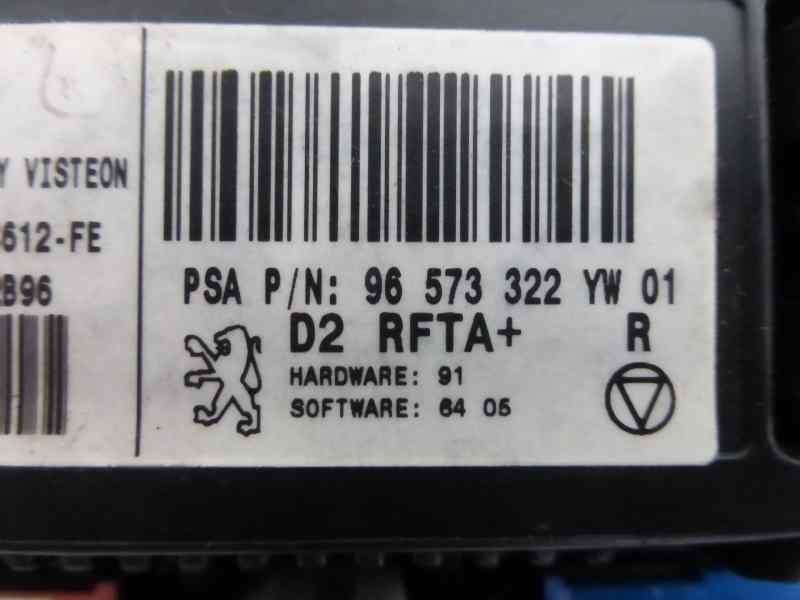 Y VISTEON
612-FE
B96
PSA P/N: 96 573 322 YW 01
D2 RFTA+ R
HARDWARE: 91
SOFTWARE: 64 05